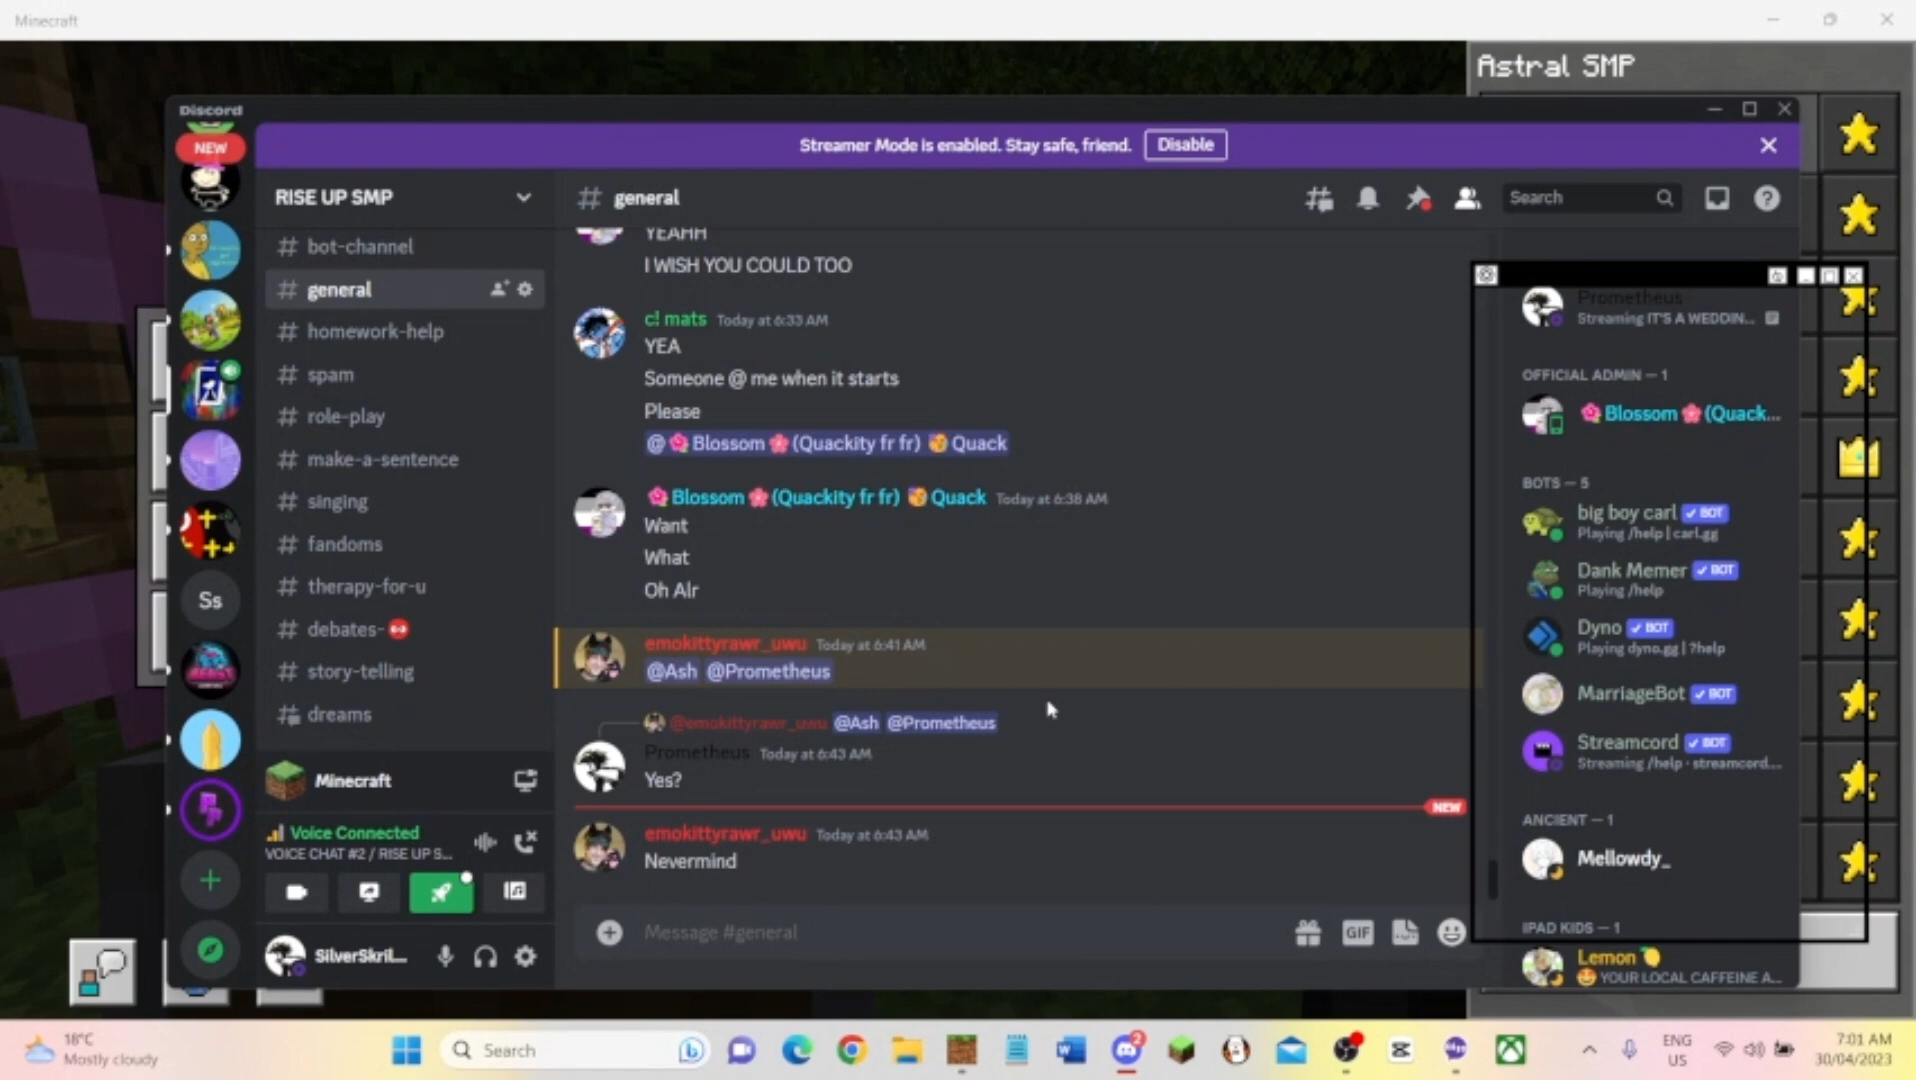 Minecraft
Astral SMP
Discord
NEW
Streamer Mode is enabled. Stay safe, friend.
Disable
RISE UP SMP
general
Search
bot-channel
general
homework-help
spam
role-play
make-a-sentence
singing
fandoms
therapy-for-u
debates-
story-telling
dreams
Ss
Minecraft
Voice Connected
VOICE CHAT #2 / RISE UP S...
SilverSkril...
YEAHH
I WISH YOU COULD TOO
c! mats Today at 6:33 AM
YEA
Someone @ me when it starts
Please
@🌺Blossom🌸(Quackity fr fr) Quack
🌺Blossom🌸(Quackity fr fr) Quack Today at 6:38 AM
Want
What
Oh Alr
emokittyrawr_uwu Today at 6:41 AM
@Ash @Prometheus
@emokittyrawr_uwu @Ash @Prometheus
Prometheus Today at 6:43 AM
Yes?
NEW
emokittyrawr_uwu Today at 6:43 AM
Nevermind
Message #general
GIF
Prometheus
Streaming IT'S A WEDDIN...
OFFICIAL ADMIN — 1
🌺Blossom🌸(Quack...
BOTS — 5
big boy carl ✓ BOT
Playing /help | carl.gg
Dank Memer ✓ BOT
Playing /help
Dyno ✓ BOT
Playing dyno.gg | ?help
MarriageBot ✓ BOT
Streamcord ✓ BOT
Streaming /help · streamcord...
ANCIENT — 1
Mellowdy_
IPAD KIDS — 1
Lemon 🍋
🤩 YOUR LOCAL CAFFEINE A...
18°C
Mostly cloudy
Search
2
ENG
US
7:01 AM
30/04/2023